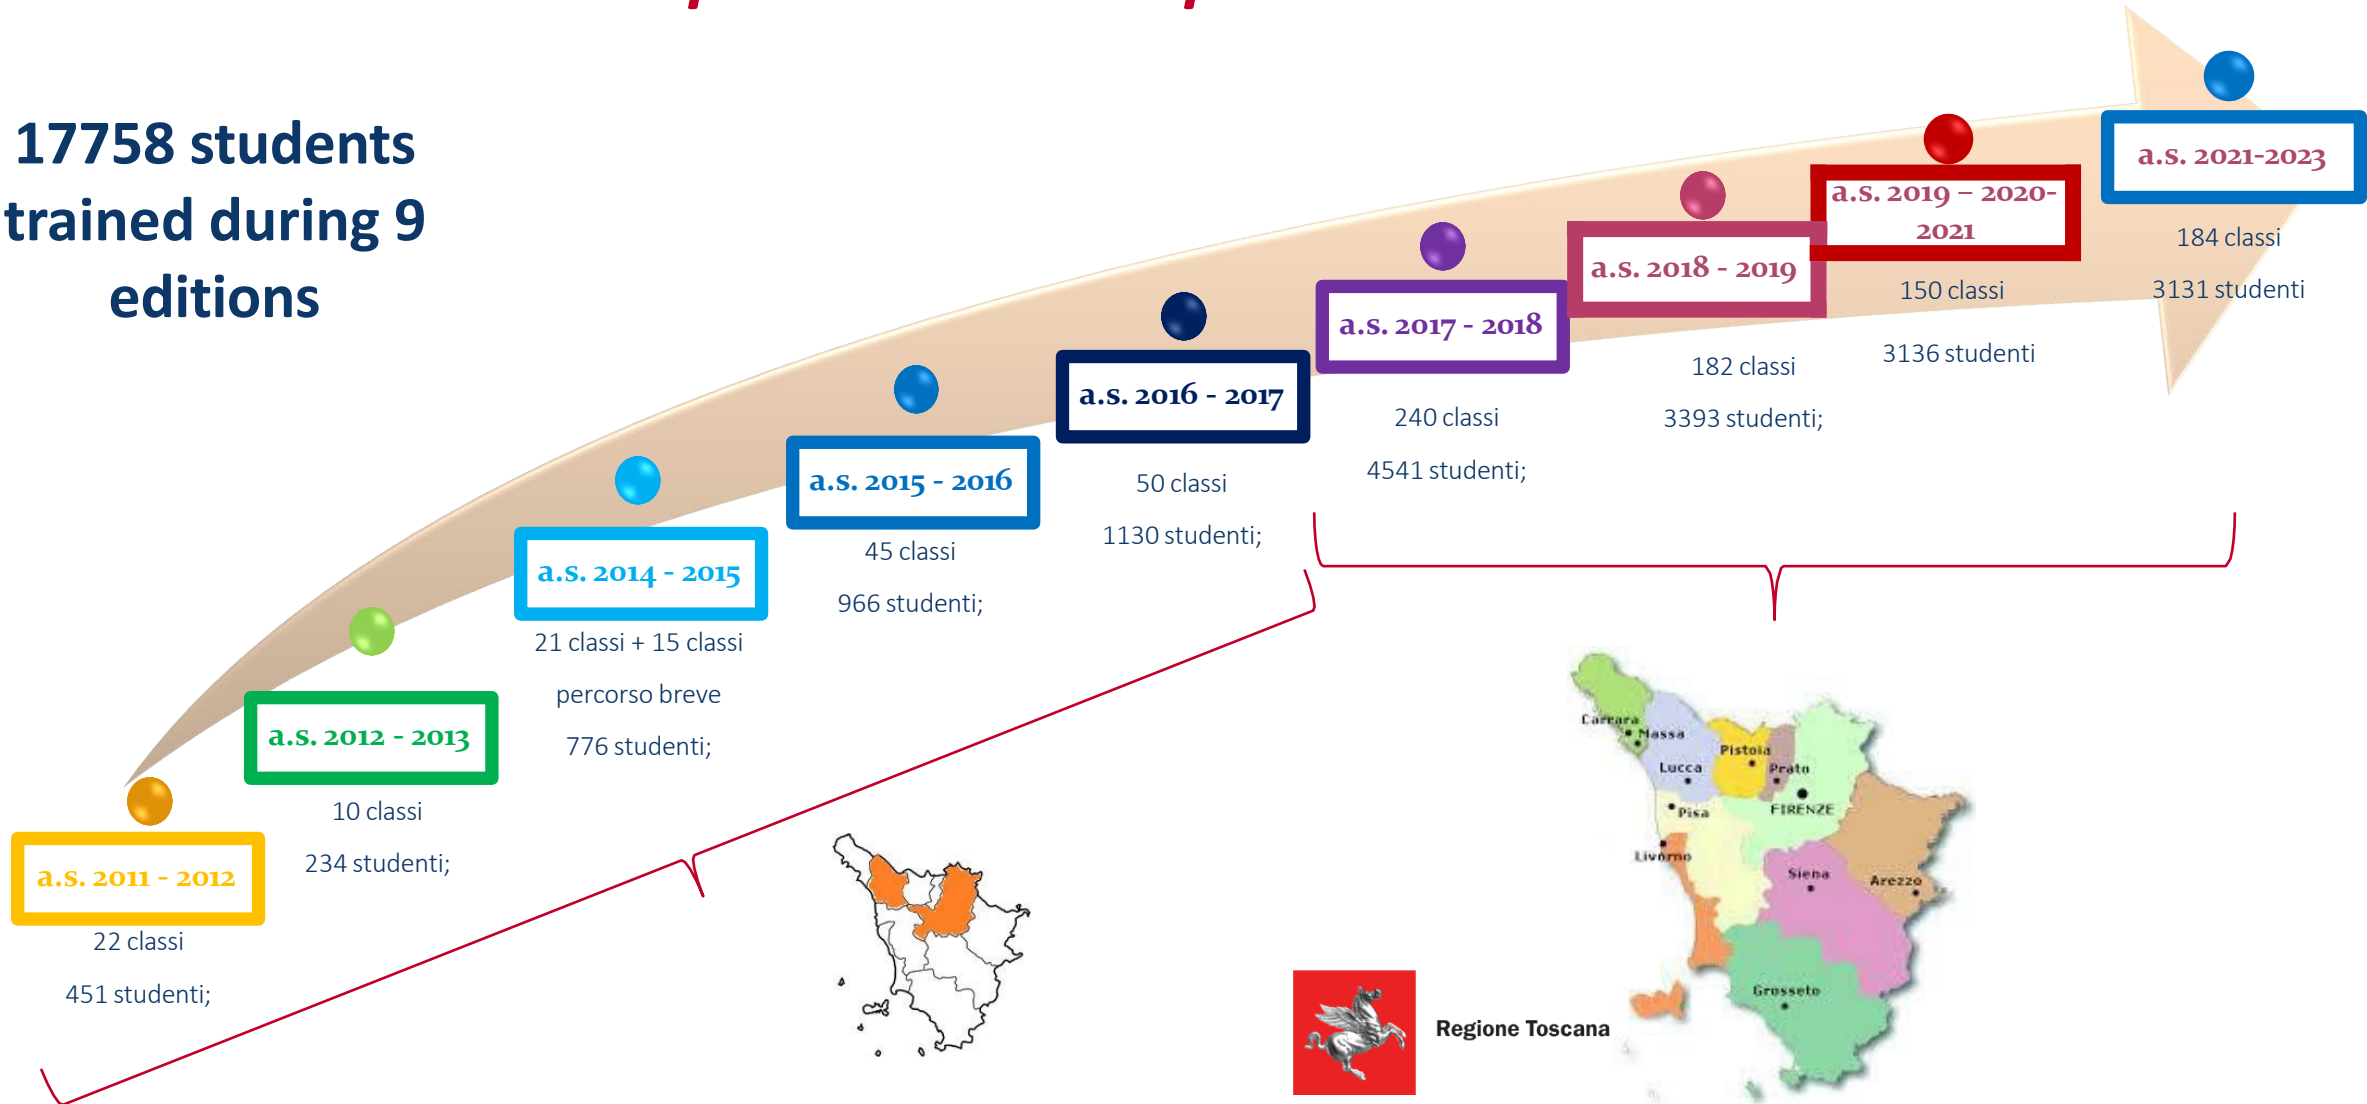 17758 students
trained during 9
editions
a.s. 2011 - 2012
22 classi
451 studenti;
a.s. 2012 - 2013
10 classi
234 studenti;
a.s. 2014 - 2015
21 classi + 15 classi
percorso breve
776 studenti;
a.s. 2015 - 2016
45 classi
966 studenti;
a.s. 2016 - 2017
50 classi
1130 studenti;
a.s. 2017 - 2018
240 classi
4541 studenti;
a.s. 2018 - 2019
182 classi
3393 studenti;
a.s. 2019 – 2020-
2021
150 classi
3136 studenti
a.s. 2021-2023
184 classi
3131 studenti
Carrara
Massa
Pistoia
Lucca
Prato
Pisa
FIRENZE
Livorno
Siena
Arezzo
Grosseto
Regione Toscana